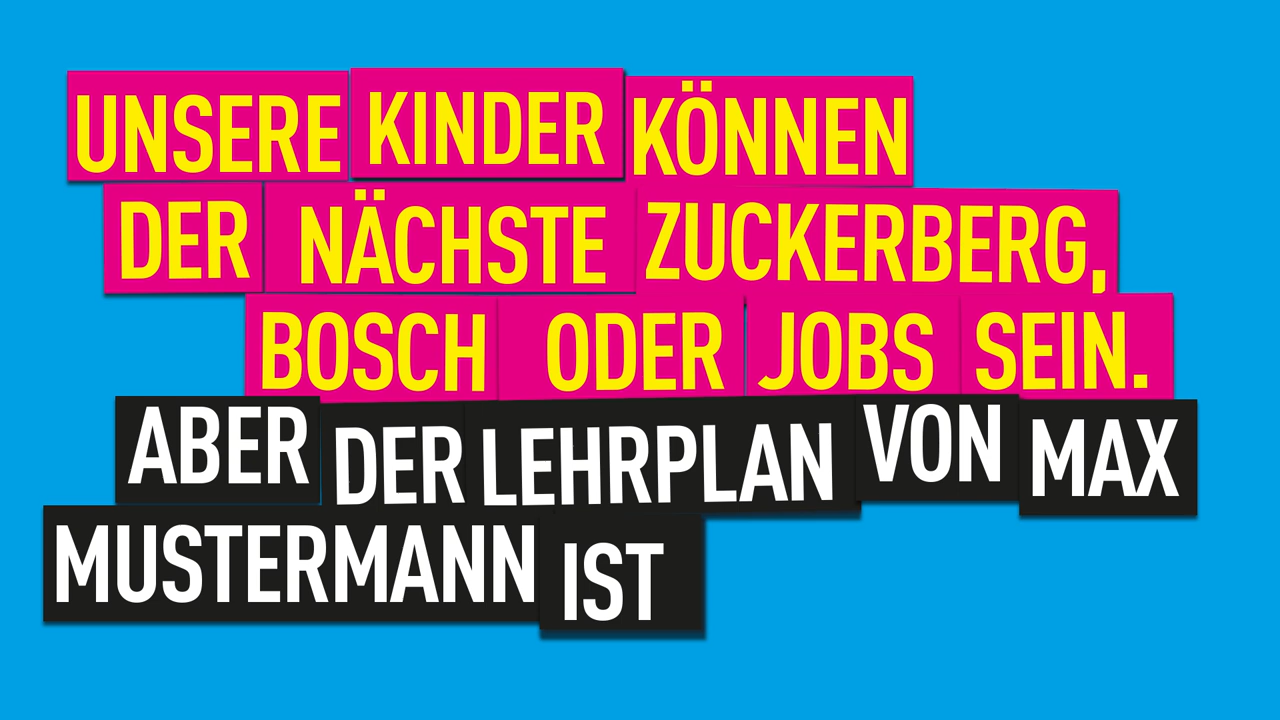 UNSERE KINDER KÖNNEN
DER NÄCHSTE ZUCKERBERG,
BOSCH ODER JOBS SEIN.
ABER DER LEHRPLAN VON MAX
MUSTERMANN IST